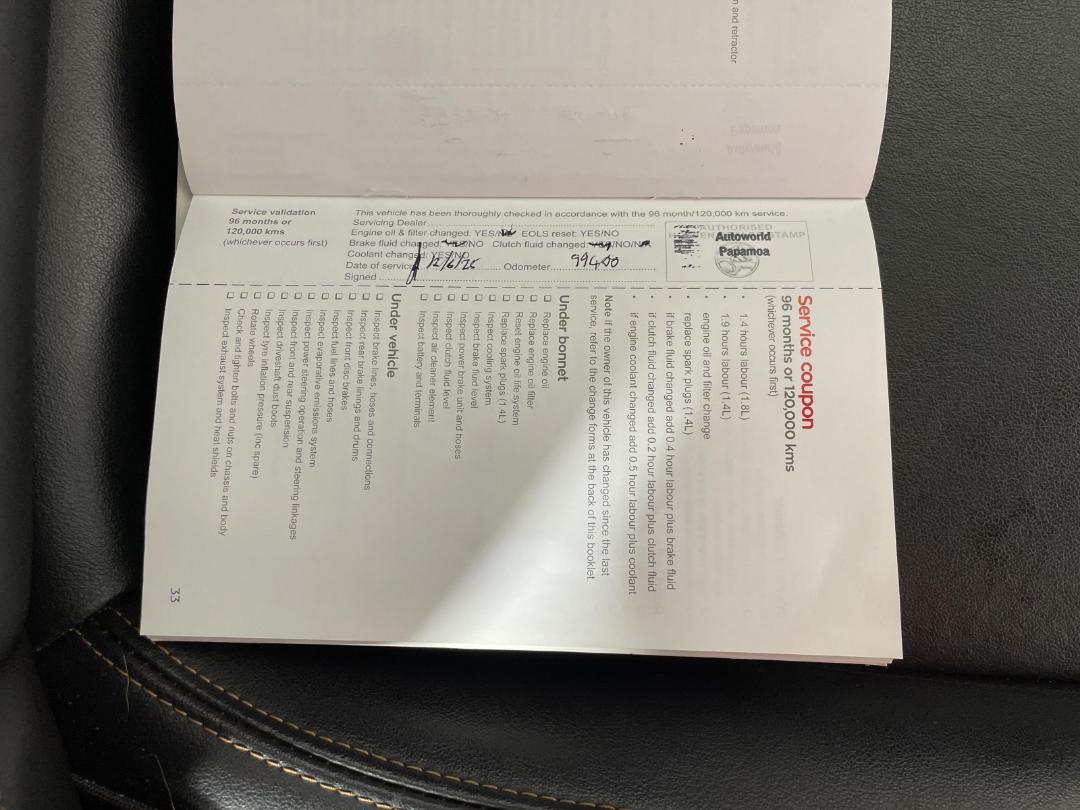 n and retractor
Service validation
96 months or
120,000 kms
(whichever occurs first)
This vehicle has been thoroughly checked in accordance with the 96 month/120,000 km service.
Servicing Dealer
Engine oil & filter changed: YES/NO EOLS reset: YES/NO
Brake fluid changed: YES/NO Clutch fluid changed: YES/NO/NA
Coolant changed: YES/NO
Date of service 12/6/25 Odometer 99400
Signed
AUTHORISED
STAMP
Autoworld
Papamoa
Service coupon
96 months or 120,000 kms
(whichever occurs first)
• 1.4 hours labour (1.8L)
• 1.9 hours labour (1.4L)
• engine oil and filter change
• replace spark plugs (1.4L)
• if brake fluid changed add 0.4 hour labour plus brake fluid
• if clutch fluid changed add 0.2 hour labour plus clutch fluid
• if engine coolant changed add 0.5 hour labour plus coolant
Note if the owner of this vehicle has changed since the last
service, refer to the change forms at the back of this booklet.
Under bonnet
Replace engine oil
Replace engine oil filter
Reset engine oil life system
Replace spark plugs (1.4L)
Inspect cooling system
Inspect brake fluid level
Inspect power brake unit and hoses
Inspect clutch fluid level
Inspect air cleaner element
Inspect battery and terminals
Under vehicle
Inspect brake lines, hoses and connections
Inspect rear brake linings and drums
Inspect front disc brakes
Inspect fuel lines and hoses
Inspect evaporative emissions system
Inspect power steering operation and steering linkages
Inspect front and rear suspension
Inspect driveshaft dust boots
Inspect tyre inflation pressure (inc spare)
Rotate wheels
Check and tighten bolts and nuts on chassis and body
Inspect exhaust system and heat shields
33